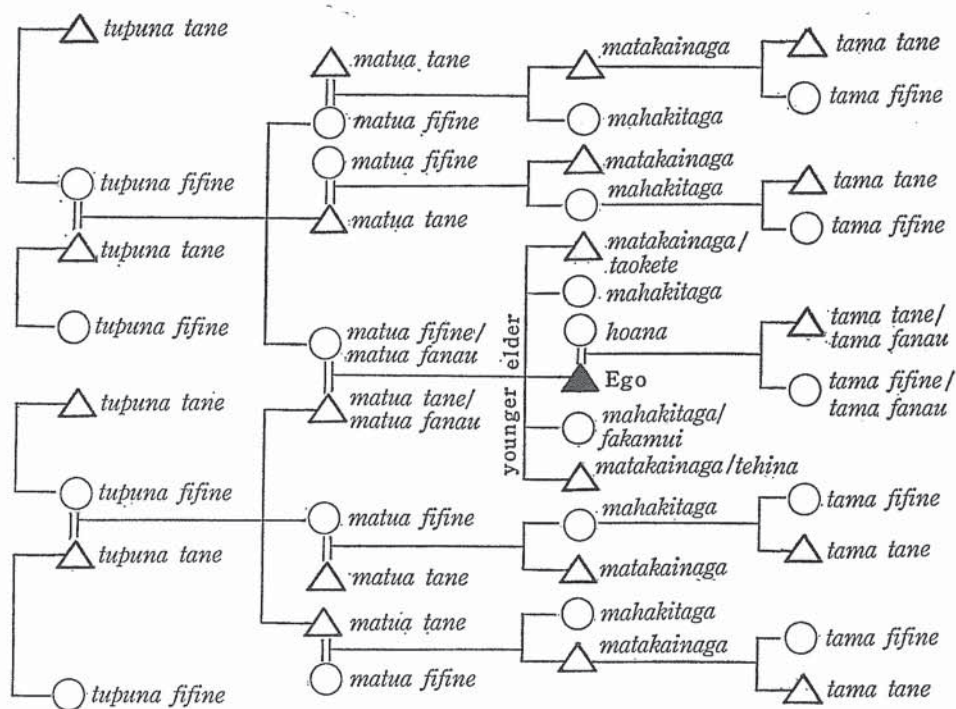 tupuna tane
tupuna fifine
tupuna tane
tupuna fifine
tupuna tane
tupuna fifine
tupuna tane
tupuna fifine
matua tane
matua fifine
matua fifine
matua tane
matua fifine/
matua fanau
matua tane/
matua fanau
matua fifine
matua tane
matua tane
matua fifine
younger elder
matakainaga
mahakitaga
matakainaga
mahakitaga
matakainaga/
taokete
mahakitaga
hoana
Ego
mahakitaga/
fakamui
matakainaga/tehina
mahakitaga
matakainaga
mahakitaga
matakainaga
tama tane
tama fifine
tama tane
tama fifine
tama tane/
tama fanau
tama fifine/
tama fanau
tama fifine
tama tane
tama fifine
tama tane